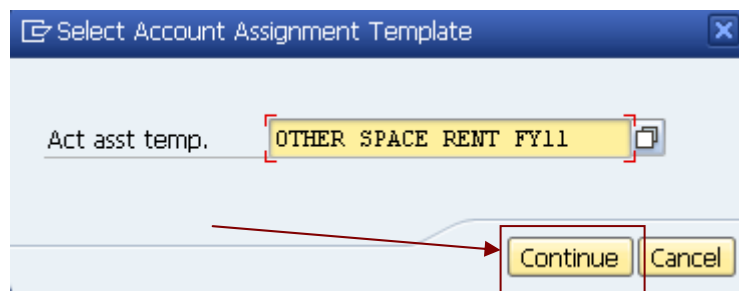 Select Account Assignment Template
Act asst temp. OTHER SPACE RENT FY11
Continue Cancel